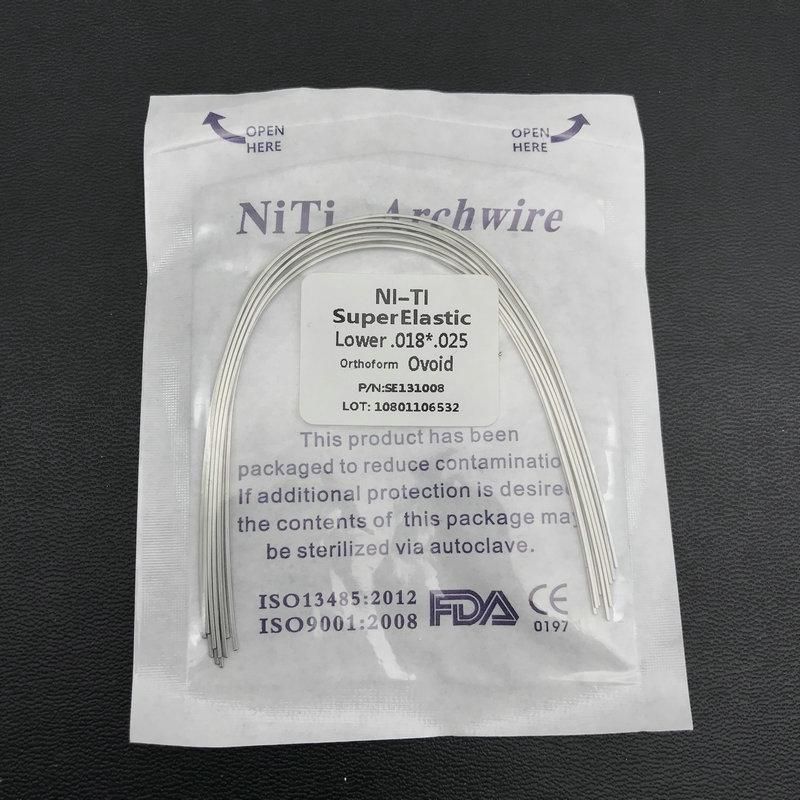 OPEN HERE
OPEN HERE
NiTi Archwire
NI-TI
SuperElastic
Lower .018*.025
Orthoform Ovoid
P/N:SE131008
LOT: 10801106532
This product has been
packaged to reduce contaminatio
If additional protection is desire
the contents of this package may
be sterilized via autoclave.
ISO13485:2012
ISO9001:2008
FDA
CE
0197